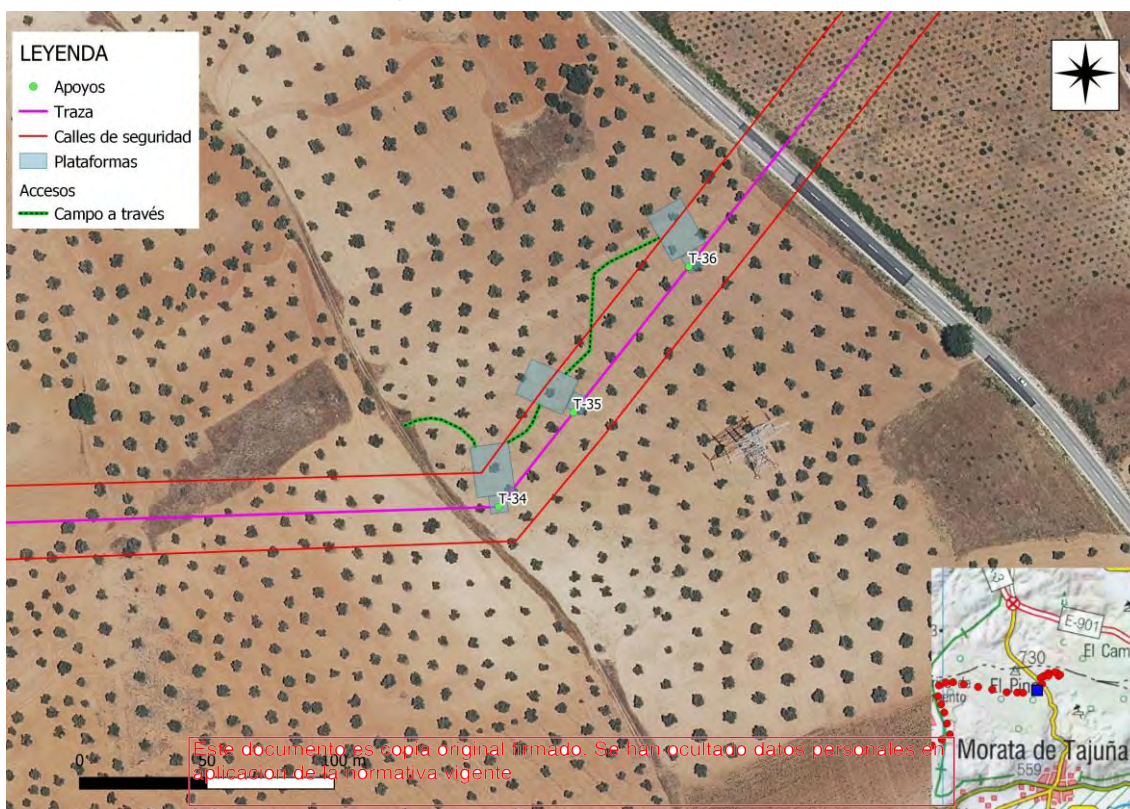 LEYENDA
Apoyos
Traza
Calles de seguridad
Plataformas
Accesos
Campo a través
T-36
T-35
T-34
0 50 100 m
Este documento es copia original firmado. Se han ocultado datos personales en
aplicación de la normativa vigente
E-901
730
El Cam
El Pin
ento
Morata de Tajuña
559